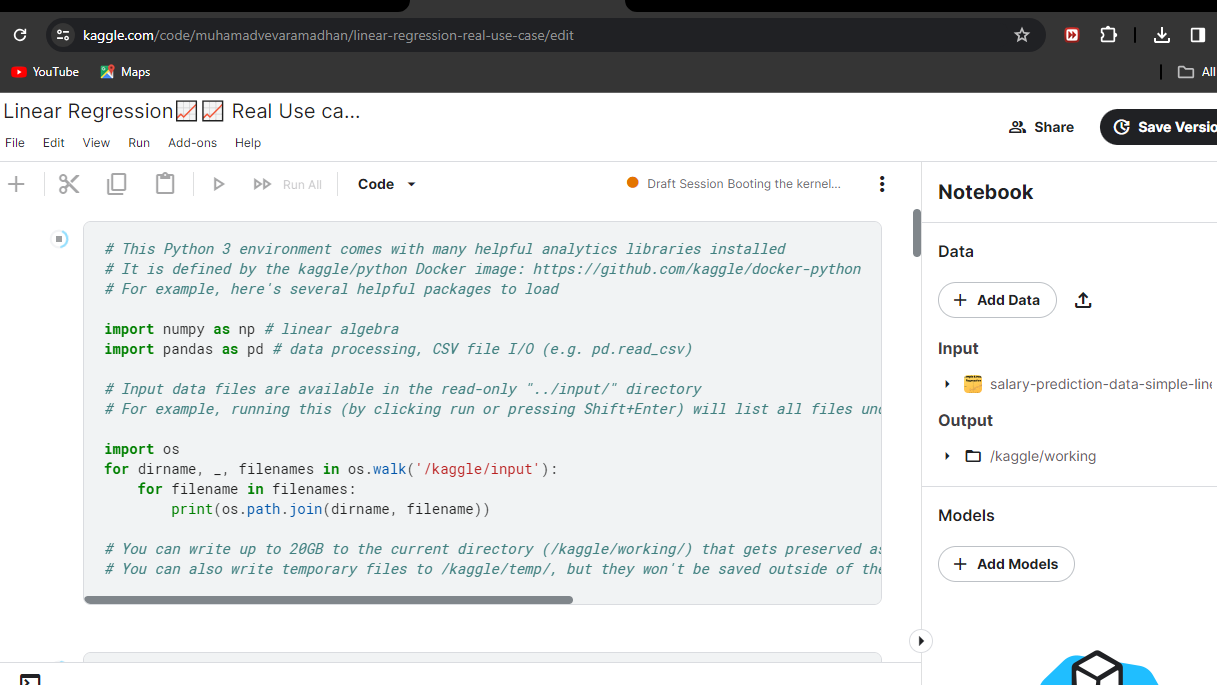 kaggle.com/code/muhamadvevaramadhan/linear-regression-real-use-case/edit
YouTube Maps All
Linear Regression📈📈 Real Use ca...
File Edit View Run Add-ons Help
Share
Save Versio
Run All Code Draft Session Booting the kernel...
# This Python 3 environment comes with many helpful analytics libraries installed
# It is defined by the kaggle/python Docker image: https://github.com/kaggle/docker-python
# For example, here's several helpful packages to load
import numpy as np # linear algebra
import pandas as pd # data processing, CSV file I/O (e.g. pd.read_csv)
# Input data files are available in the read-only "../input/" directory
# For example, running this (by clicking run or pressing Shift+Enter) will list all files und
import os
for dirname, _, filenames in os.walk('/kaggle/input'):
    for filename in filenames:
        print(os.path.join(dirname, filename))
# You can write up to 20GB to the current directory (/kaggle/working/) that gets preserved as
# You can also write temporary files to /kaggle/temp/, but they won't be saved outside of the
Notebook
Data
+ Add Data
Input
salary-prediction-data-simple-line
Output
/kaggle/working
Models
+ Add Models